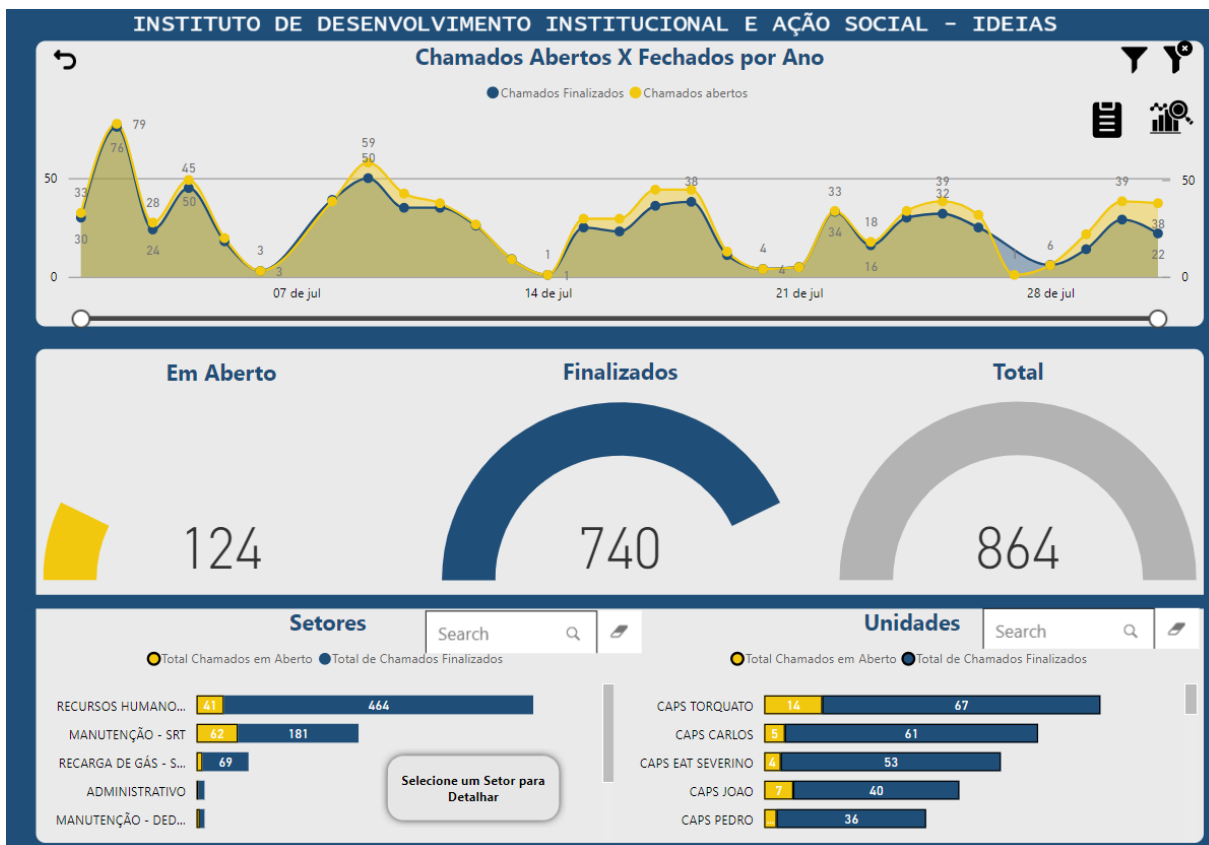 INSTITUTO DE DESENVOLVIMENTO INSTITUCIONAL E AÇÃO SOCIAL - IDEIAS
Chamados Abertos X Fechados por Ano
Chamados Finalizados Chamados abertos
79
76
59
50
45
50
50
50
33
28
38
33
39
32
39
30
24
3
3
1
1
4
4
34
18
16
1
6
38
22
0
0
07 de jul 14 de jul 21 de jul 28 de jul
Em Aberto Finalizados Total
124 740 864
Setores Search
Unidades Search
Total Chamados em Aberto Total de Chamados Finalizados
Total Chamados em Aberto Total de Chamados Finalizados
RECURSOS HUMANO... 41 464
MANUTENÇÃO - SRT 62 181
RECARGA DE GÁS - S... 69
ADMINISTRATIVO
MANUTENÇÃO - DED...
Selecione um Setor para
Detalhar
CAPS TORQUATO 14 67
CAPS CARLOS 5 61
CAPS EAT SEVERINO 4 53
CAPS JOAO 7 40
CAPS PEDRO ... 36